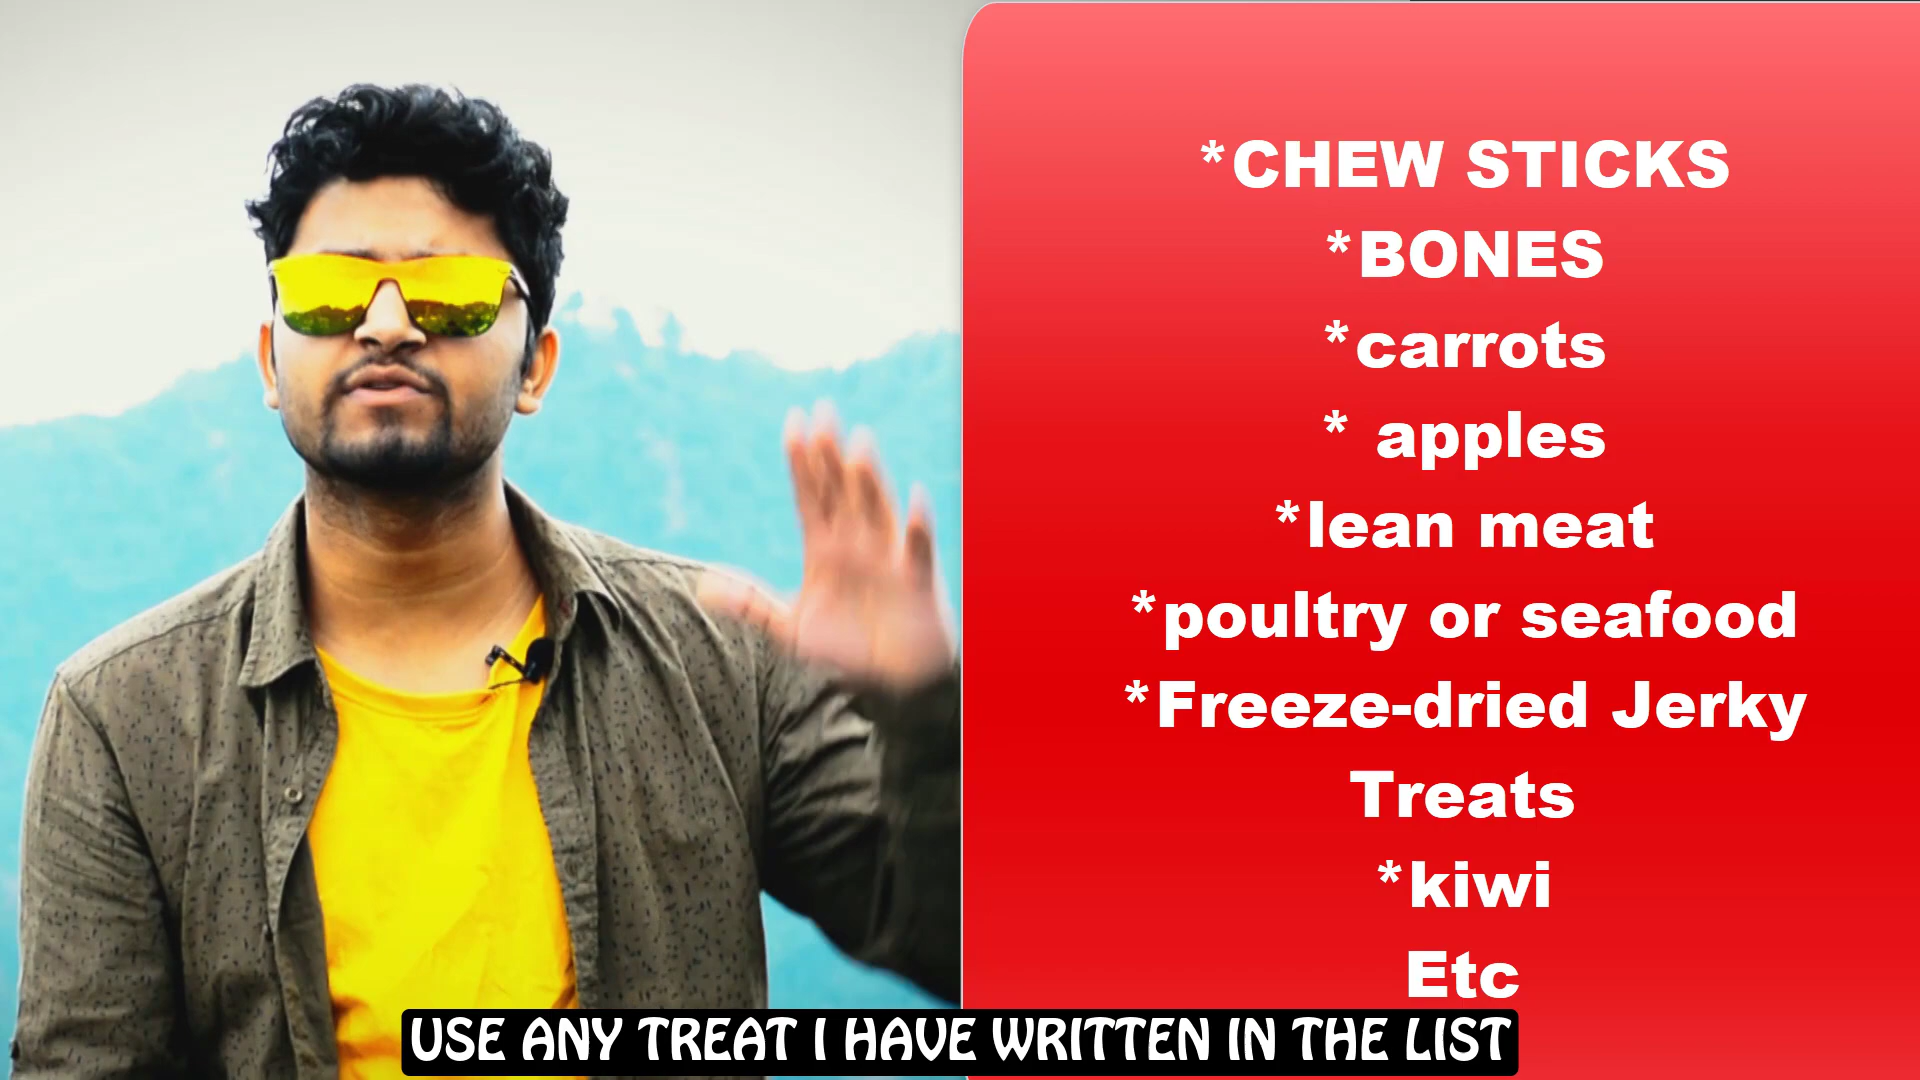 *CHEW STICKS
*BONES
*carrots
* apples
*lean meat
*poultry or seafood
*Freeze-dried Jerky
Treats
*kiwi
Etc
USE ANY TREAT I HAVE WRITTEN IN THE LIST